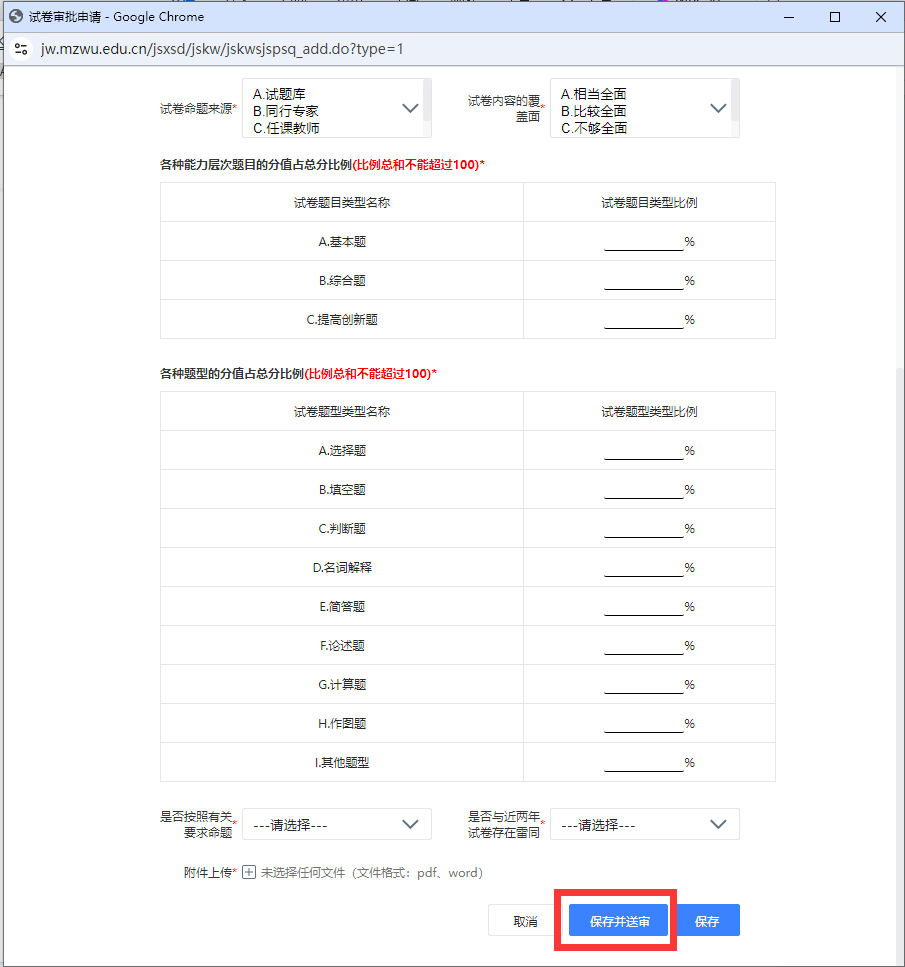 试卷审批申请 - Google Chrome
jw.mzwu.edu.cn/jsxsd/jskw/jskwsjspsq_add.do?type=1
试卷命题来源*
A.试题库
B.同行专家
C.任课教师
试卷内容的覆
盖面*
A.相当全面
B.比较全面
C.不够全面
各种能力层次题目的分值占总分比例(比例总和不能超过100)*
试卷题目类型名称 试卷题目类型比例
A.基本题 %
B.综合题 %
C.提高创新题 %
各种题型的分值占总分比例(比例总和不能超过100)*
试卷题型类型名称 试卷题型类型比例
A.选择题 %
B.填空题 %
C.判断题 %
D.名词解释 %
E.简答题 %
F.论述题 %
G.计算题 %
H.作图题 %
I.其他题型 %
是否按照有关
要求命题*
---请选择---
是否与近两年
试卷存在雷同*
---请选择---
附件上传* 未选择任何文件（文件格式：pdf、word）
取消 保存并送审 保存